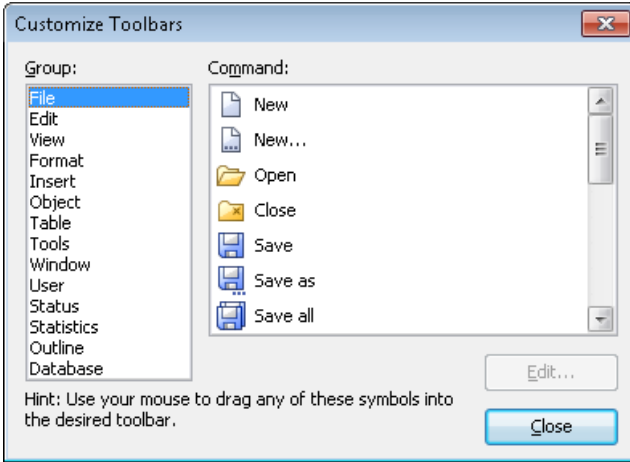 Customize Toolbars
Group:
File
Edit
View
Format
Insert
Object
Table
Tools
Window
User
Status
Statistics
Outline
Database
Command:
New
New...
Open
Close
Save
Save as
Save all
Edit...
Hint: Use your mouse to drag any of these symbols into
the desired toolbar.
Close